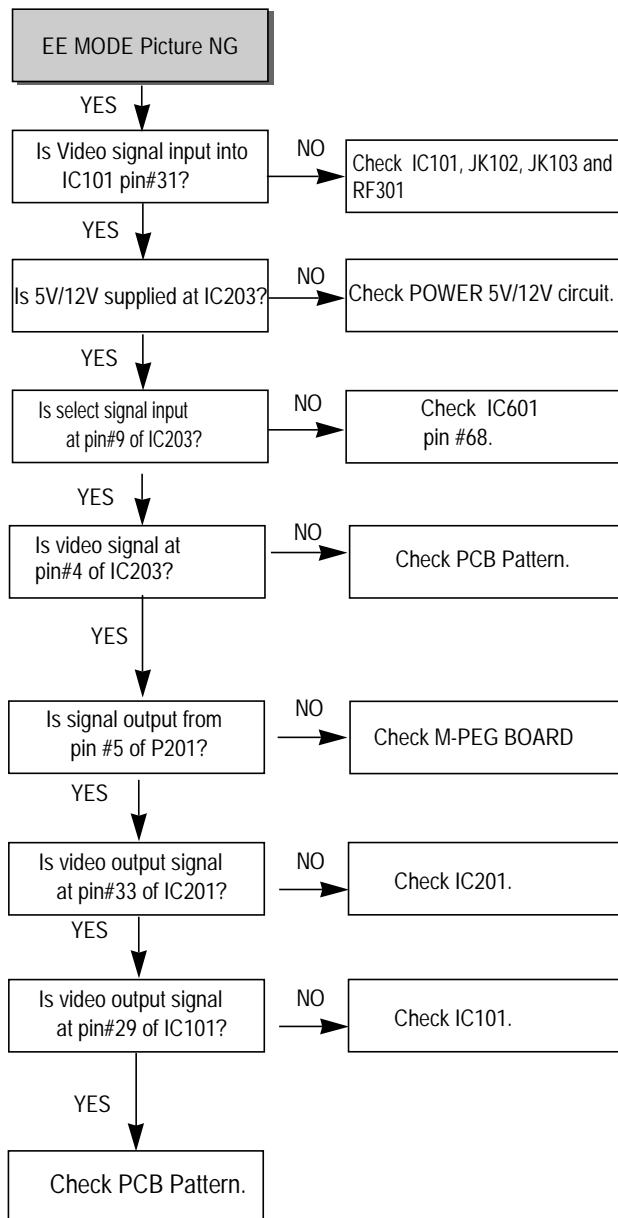 EE MODE Picture NG
YES
Is Video signal input into
IC101 pin#31?
NO
Check IC101, JK102, JK103 and
RF301
YES
Is 5V/12V supplied at IC203?
NO
Check POWER 5V/12V circuit.
YES
Is select signal input
at pin#9 of IC203?
NO
Check IC601
pin #68.
YES
Is video signal at
pin#4 of IC203?
NO
Check PCB Pattern.
YES
Is signal output from
pin #5 of P201?
NO
Check M-PEG BOARD
YES
Is video output signal
at pin#33 of IC201?
NO
Check IC201.
YES
Is video output signal
at pin#29 of IC101?
NO
Check IC101.
YES
Check PCB Pattern.